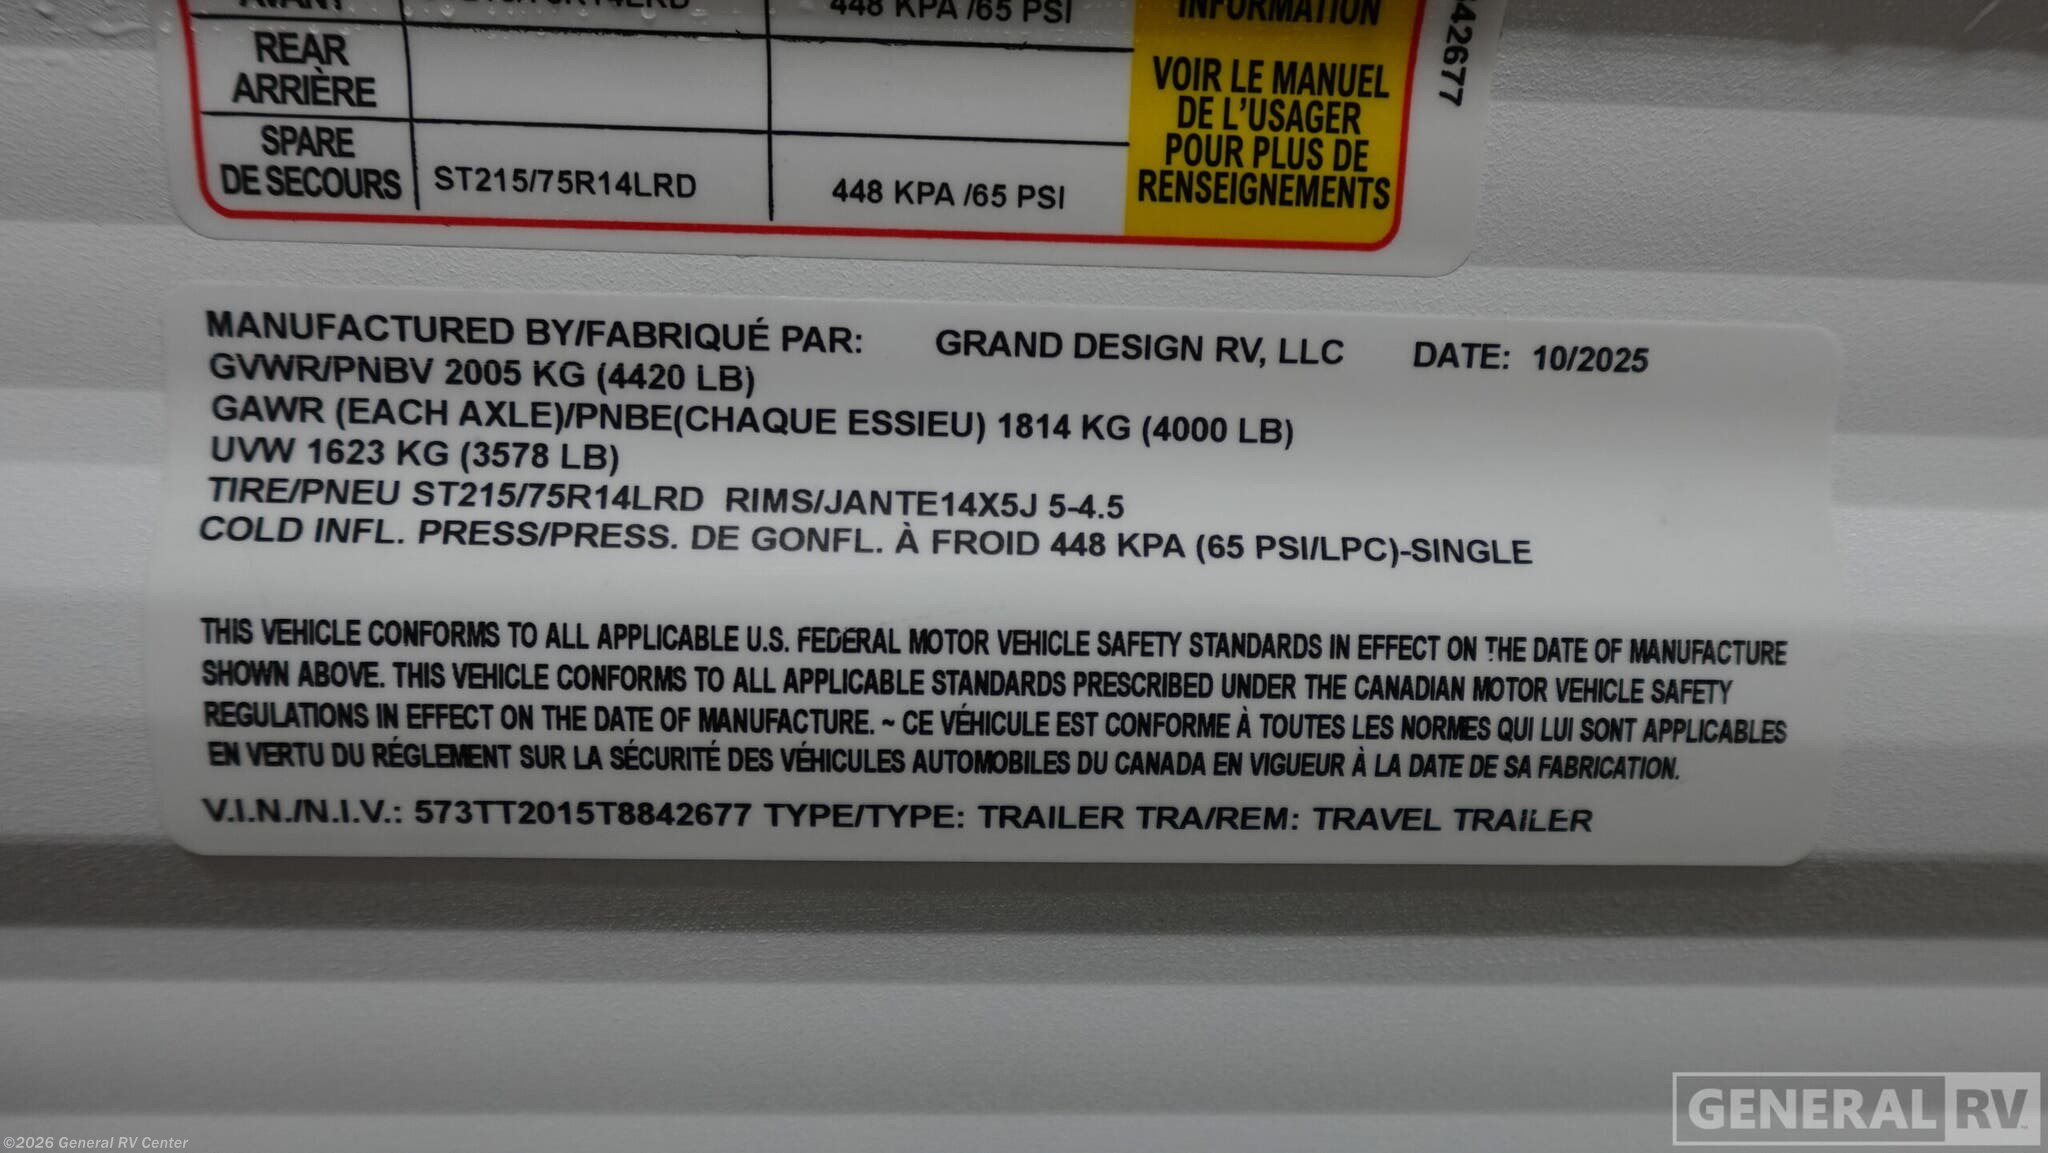 AVANT ST215/75R14LRD 448 KPA /65 PSI
INFORMATION
REAR
ARRIÈRE
SPARE
DE SECOURS ST215/75R14LRD 448 KPA /65 PSI
VOIR LE MANUEL
DE L'USAGER
POUR PLUS DE
RENSEIGNEMENTS
42677
MANUFACTURED BY/FABRIQUÉ PAR: GRAND DESIGN RV, LLC DATE: 10/2025
GVWR/PNBV 2005 KG (4420 LB)
GAWR (EACH AXLE)/PNBE(CHAQUE ESSIEU) 1814 KG (4000 LB)
UVW 1623 KG (3578 LB)
TIRE/PNEU ST215/75R14LRD RIMS/JANTE14X5J 5-4.5
COLD INFL. PRESS/PRESS. DE GONFL. À FROID 448 KPA (65 PSI/LPC)-SINGLE
THIS VEHICLE CONFORMS TO ALL APPLICABLE U.S. FEDERAL MOTOR VEHICLE SAFETY STANDARDS IN EFFECT ON THE DATE OF MANUFACTURE
SHOWN ABOVE. THIS VEHICLE CONFORMS TO ALL APPLICABLE STANDARDS PRESCRIBED UNDER THE CANADIAN MOTOR VEHICLE SAFETY
REGULATIONS IN EFFECT ON THE DATE OF MANUFACTURE. ~ CE VÉHICULE EST CONFORME À TOUTES LES NORMES QUI LUI SONT APPLICABLES
EN VERTU DU RÉGLEMENT SUR LA SÉCURITÉ DES VÉHICULES AUTOMOBILES DU CANADA EN VIGUEUR À LA DATE DE SA FABRICATION.
V.I.N./N.I.V.: 573TT2015T8842677 TYPE/TYPE: TRAILER TRA/REM: TRAVEL TRAILER
GENERAL RV
©2026 General RV Center